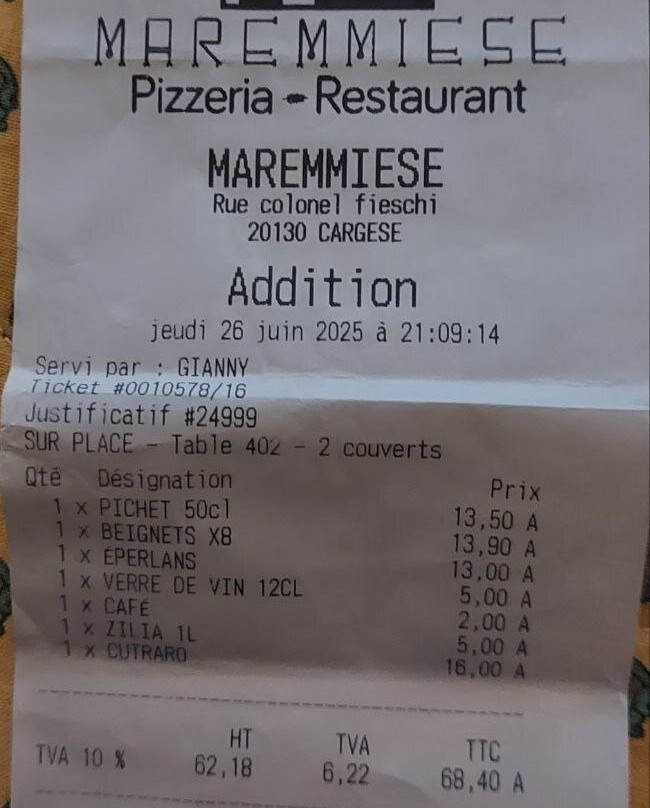 MAREMMIESE
Pizzeria - Restaurant
MAREMMIESE
Rue colonel fieschi
20130 CARGESE
Addition
jeudi 26 juin 2025 à 21:09:14
Servi par : GIANNY
Ticket #0010578/16
Justificatif #24999
SUR PLACE - Table 402 - 2 couverts
Qté Désignation Prix
1 x PICHET 50cl 13,50 A
1 x BEIGNETS X8 13,90 A
1 x ÉPERLANS 13,00 A
1 x VERRE DE VIN 12CL 5,00 A
1 x CAFÉ 2,00 A
1 x ZILIA 1L 5,00 A
1 x CUTRARO 16,00 A
HT TVA TTC
TVA 10 % 62,18 6,22 68,40 A